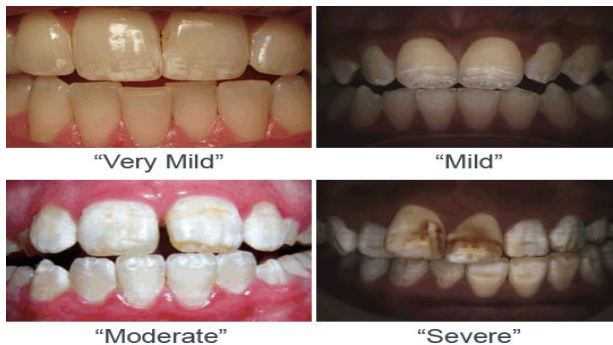 “Very Mild”
“Mild”
“Moderate”
“Severe”